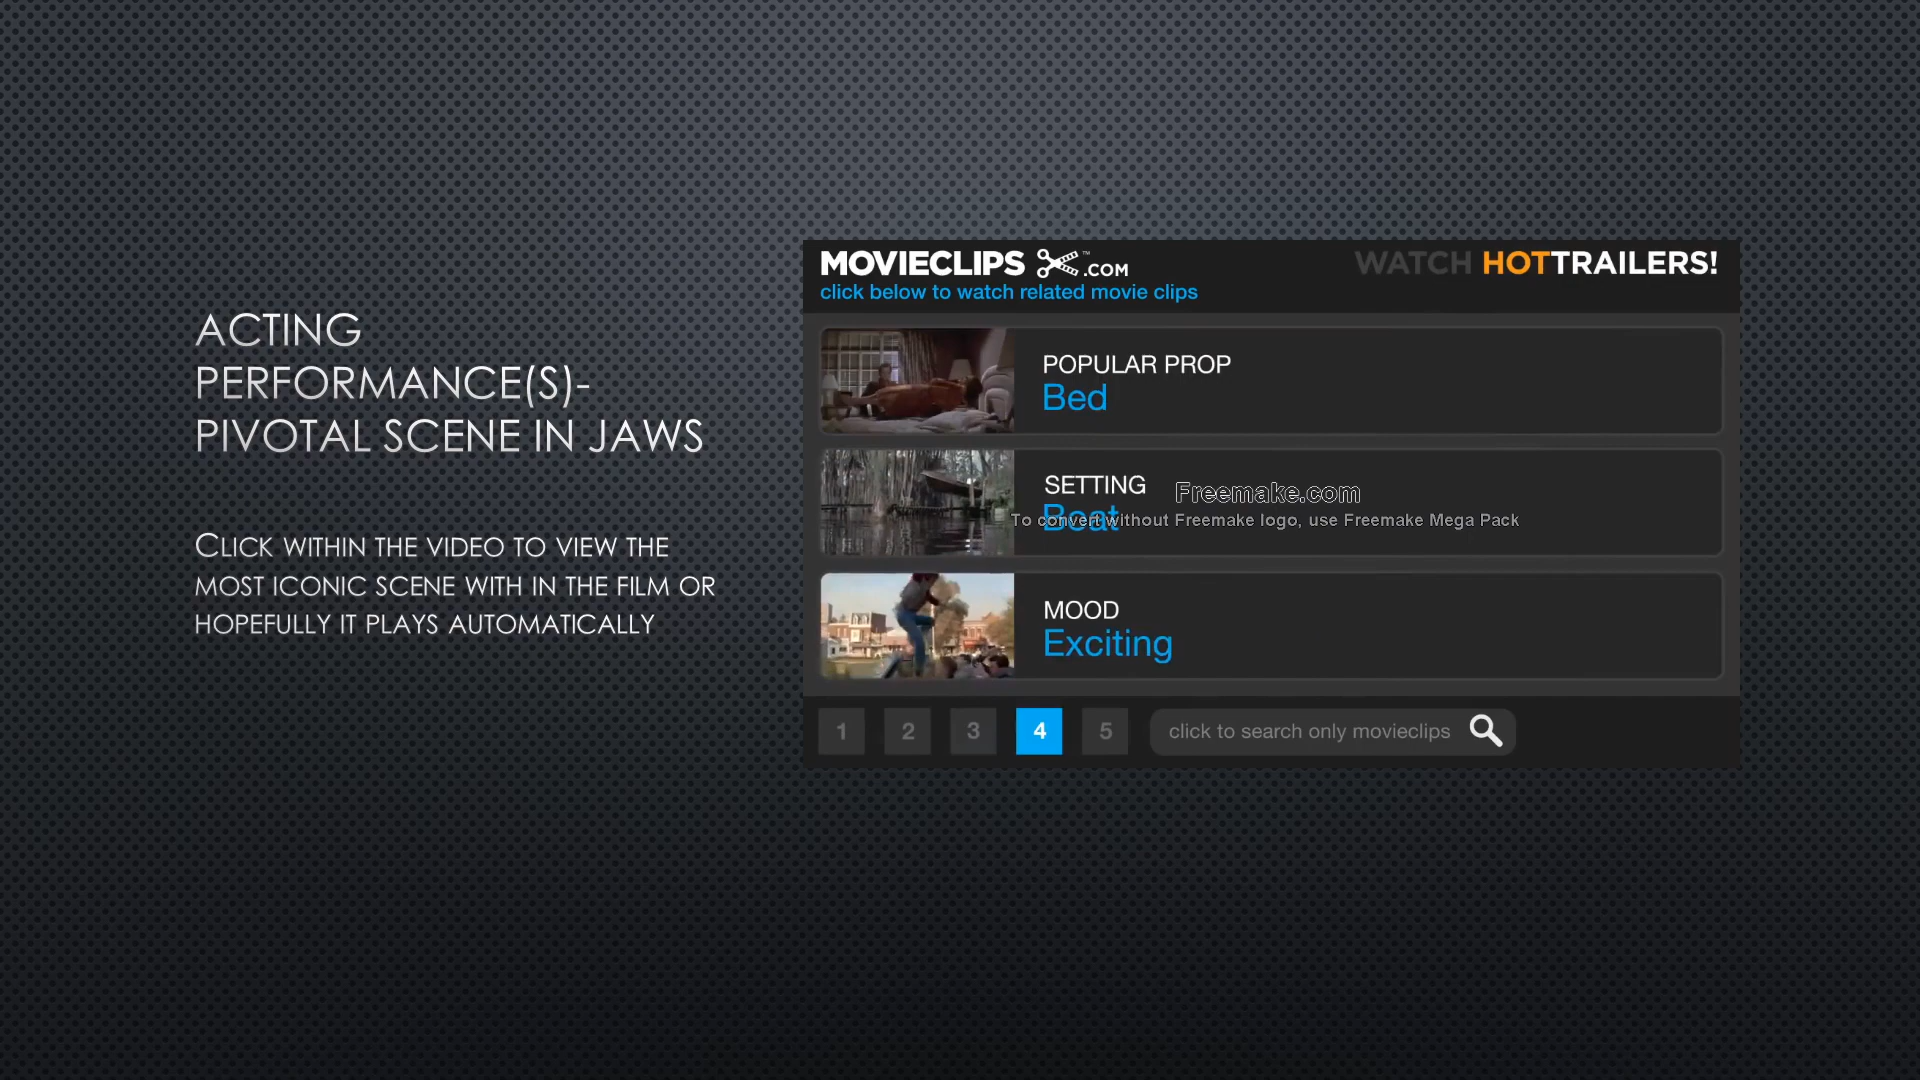 ACTING
PERFORMANCE(S)-
PIVOTAL SCENE IN JAWS
CLICK WITHIN THE VIDEO TO VIEW THE
MOST ICONIC SCENE WITH IN THE FILM OR
HOPEFULLY IT PLAYS AUTOMATICALLY
MOVIECLIPS ™.COM
click below to watch related movie clips
WATCH HOTTRAILERS!
POPULAR PROP
Bed
SETTING
Boat
Freemake.com
To convert without Freemake logo, use Freemake Mega Pack
MOOD
Exciting
1 2 3 4 5
click to search only movieclips